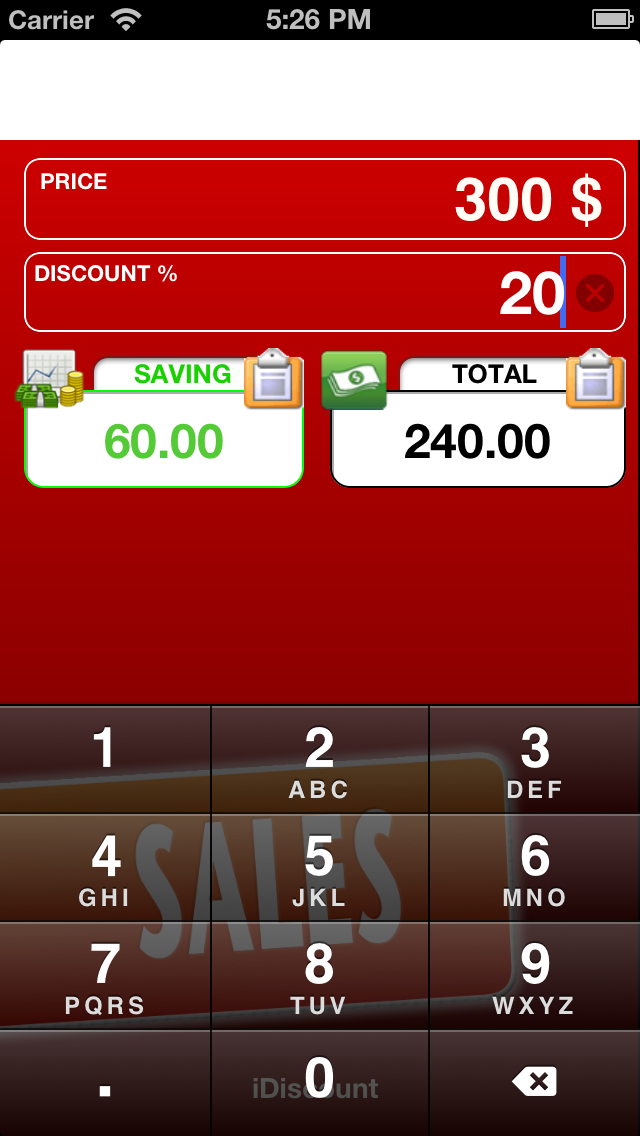 Carrier 5:26 PM
PRICE 300 $
DISCOUNT % 20
SAVING TOTAL
60.00 240.00
1 2 3
ABC DEF
SALES
4 5 6
GHI JKL MNO
7 8 9
PQRS TUV WXYZ
. 0
iDiscount